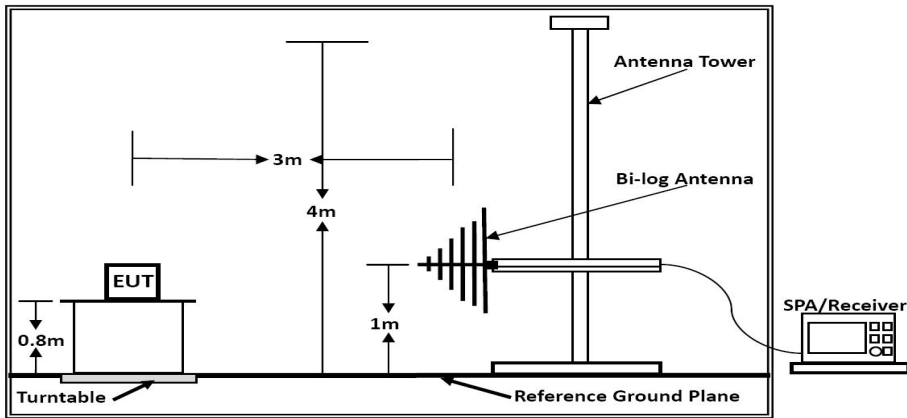 Antenna Tower
3m
Bi-log Antenna
4m
EUT
SPA/Receiver
0.8m
1m
Turntable
Reference Ground Plane